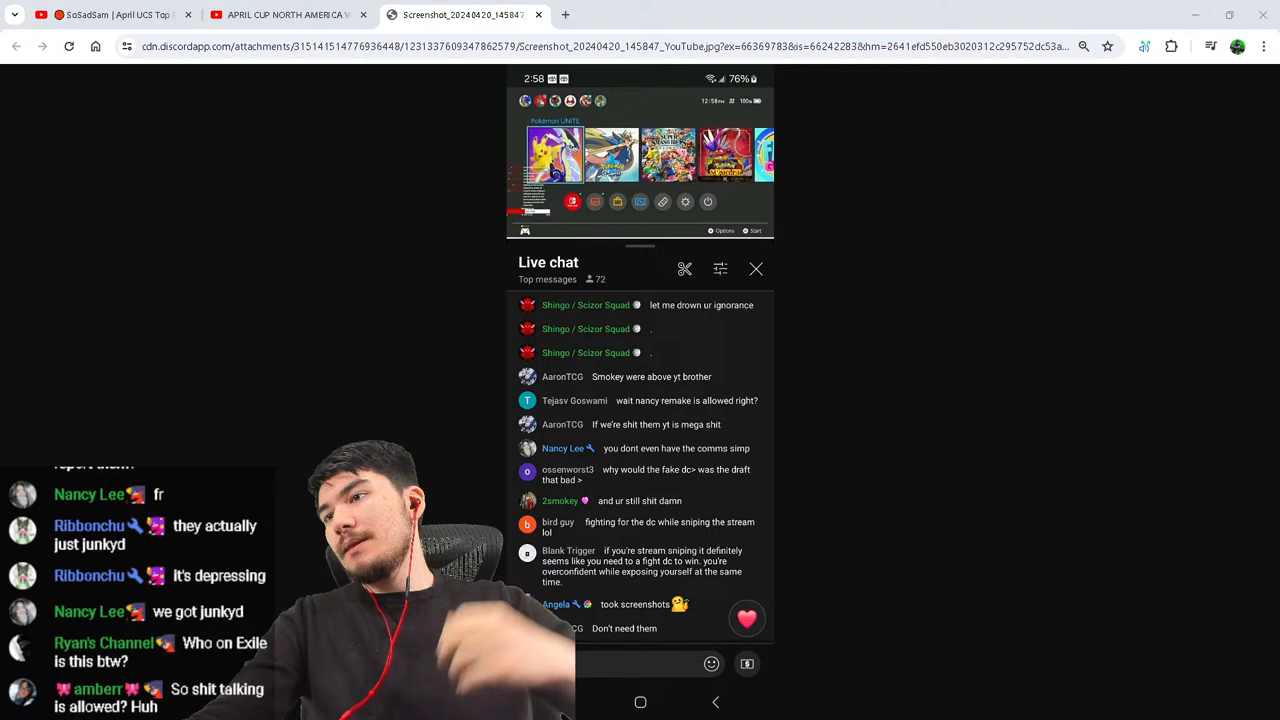 SoSadSam | April UCS Top
APRIL CUP NORTH AMERICA
Screenshot_20240420_145847_
cdn.discordapp.com/attachments/315141514776936448/1231337609347862579/Screenshot_20240420_145847_YouTube.jpg?ex=66369783&is=66242283&hm=2641efd550eb3020312c295752dc53a...
2:58
76%
12:58PM
100%
Pokémon UNITE
Options
Start
Live chat
Top messages 72
Shingo / Scizor Squad let me drown ur ignorance
Shingo / Scizor Squad .
Shingo / Scizor Squad .
AaronTCG Smokey were above yt brother
T Tejasv Goswami wait nancy remake is allowed right?
AaronTCG If we're shit them yt is mega shit
Nancy Lee you dont even have the comms simp
o ossenworst3 why would the fake dc> was the draft
that bad >
2smokey and ur still shit damn
b bird guy fighting for the dc while sniping the stream
lol
Blank Trigger if you're stream sniping it definitely
seems like you need to a fight dc to win. you're
overconfident while exposing yourself at the same
time.
Angela took screenshots
CG Don't need them
report them!
Nancy Lee fr
Ribbonchu they actually
just junkyd
Ribbonchu it's depressing
Nancy Lee we got junkyd
Ryan's Channel Who on Exile
is this btw?
amberr So shit talking
is allowed? Huh